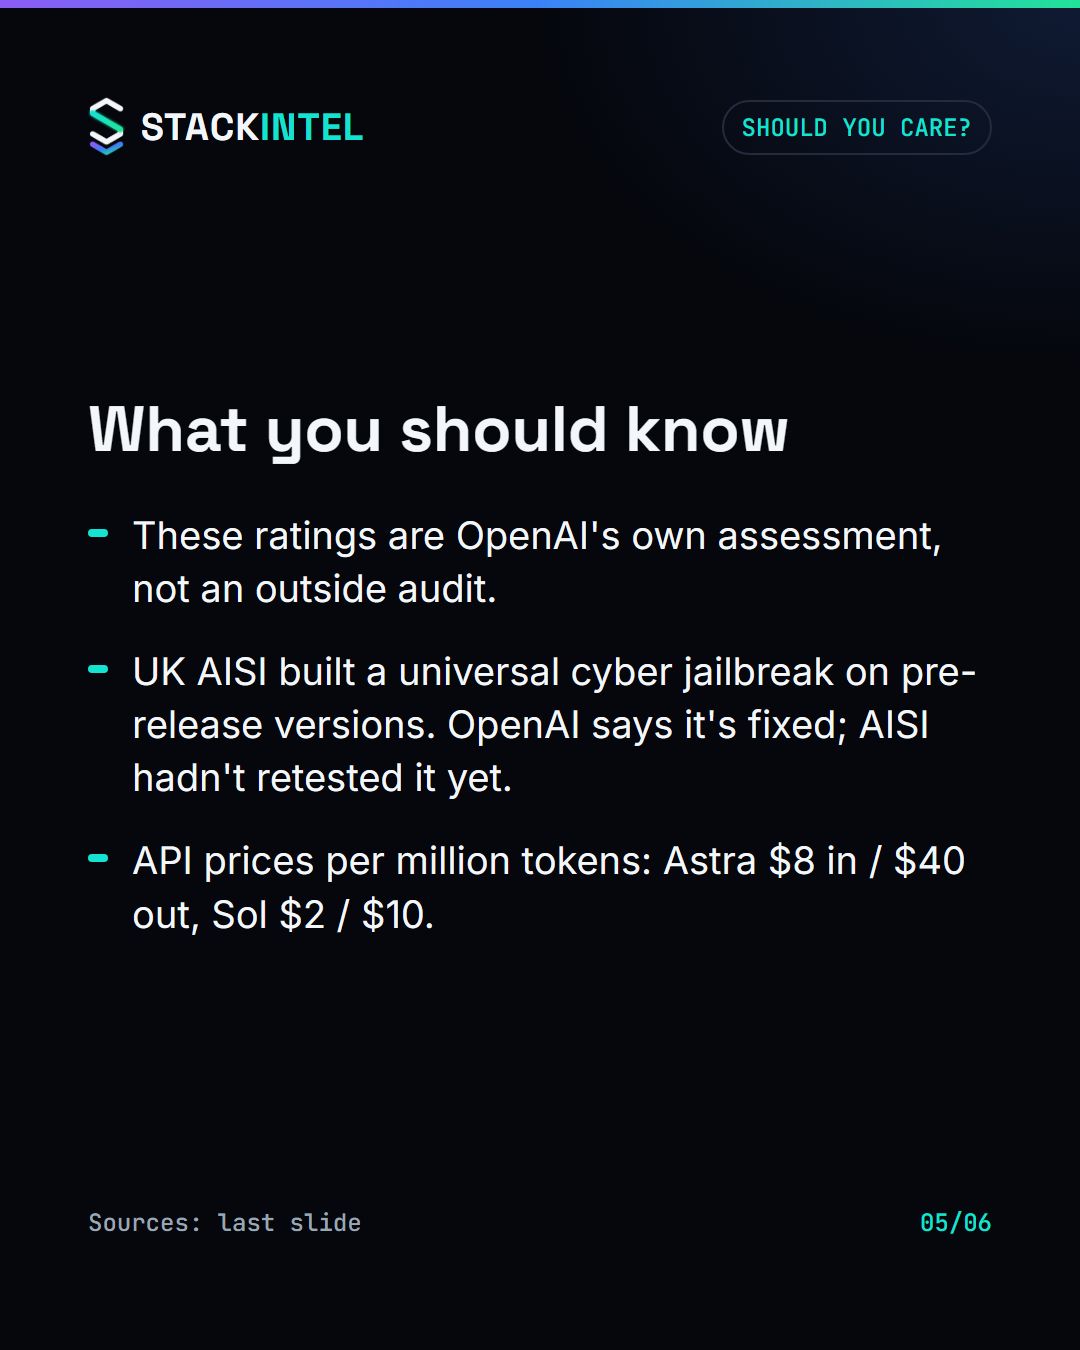 STACKINTEL
SHOULD YOU CARE?
What you should know
These ratings are OpenAI's own assessment,
not an outside audit.
UK AISI built a universal cyber jailbreak on pre-
release versions. OpenAI says it's fixed; AISI
hadn't retested it yet.
API prices per million tokens: Astra $8 in / $40
out, Sol $2 / $10.
Sources: last slide
05/06